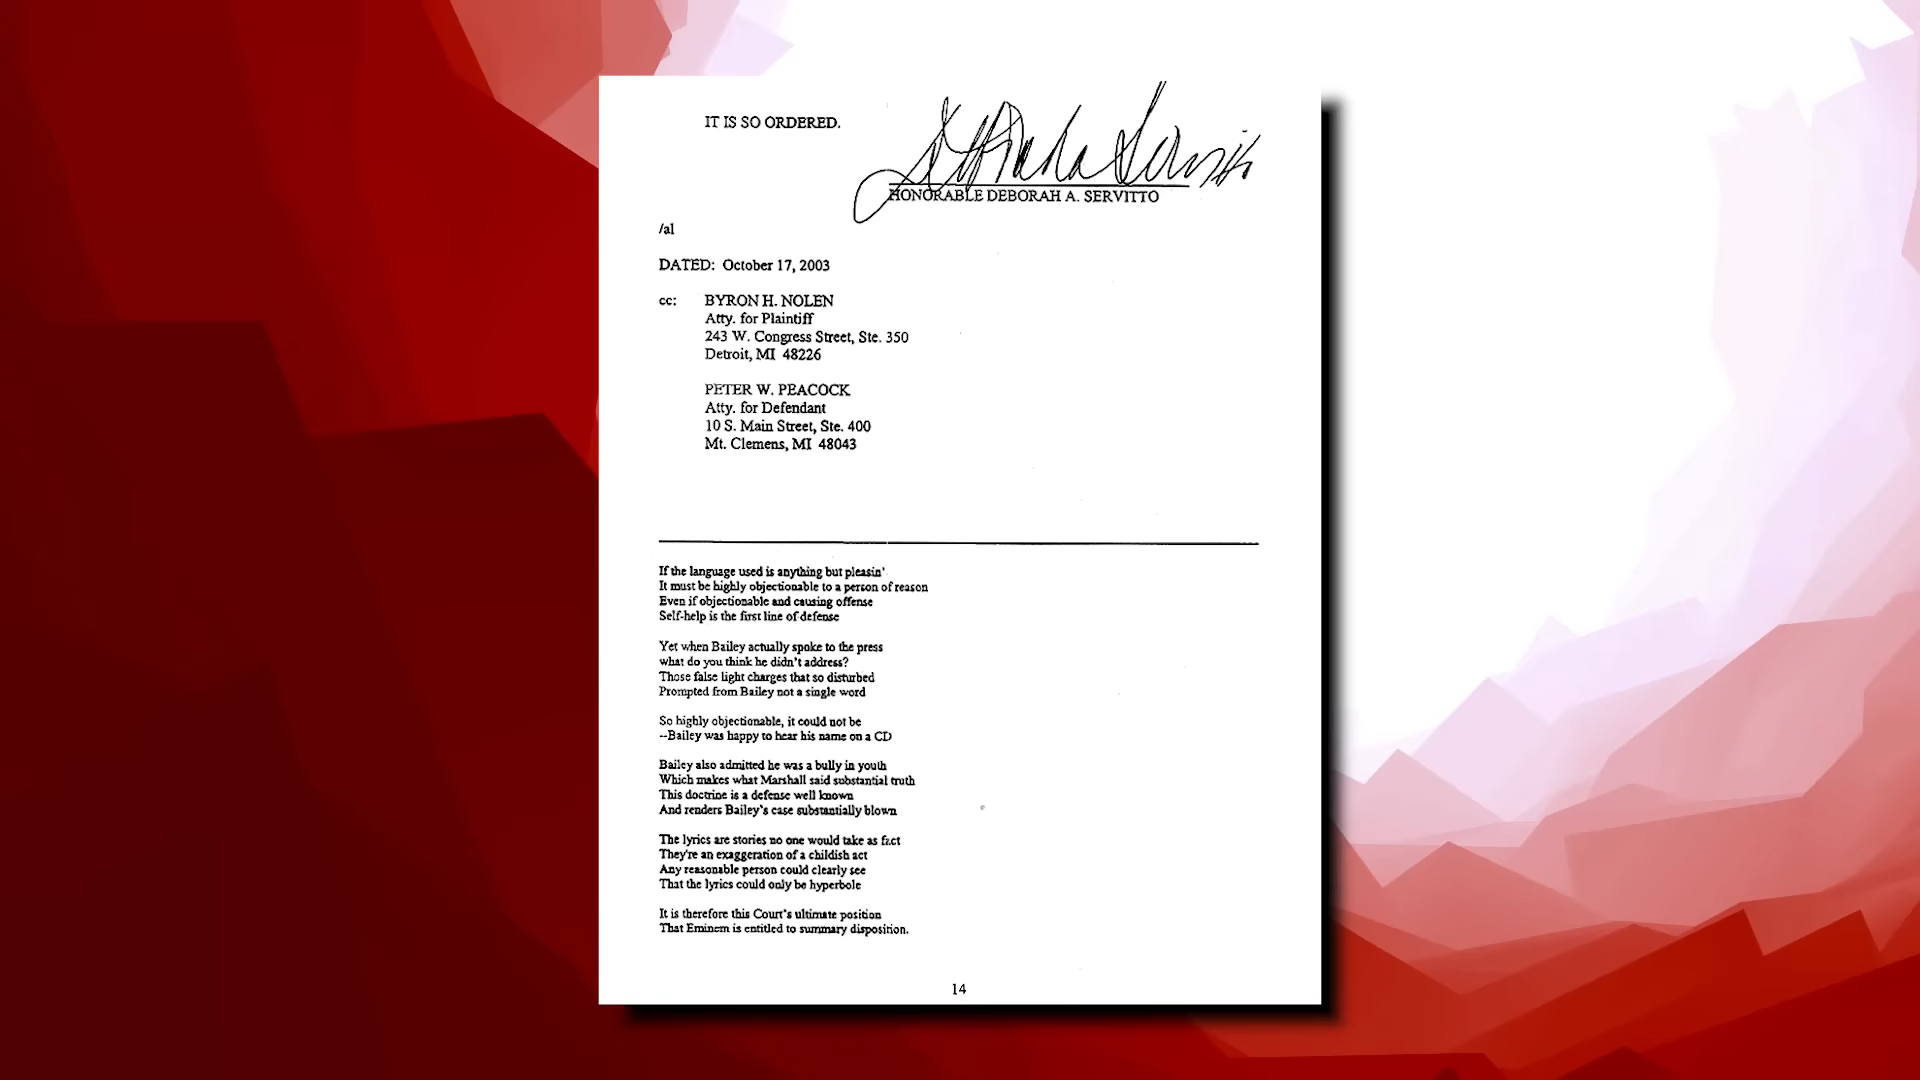 IT IS SO ORDERED.
HONORABLE DEBORAH A. SERVITTO
/al
DATED: October 17, 2003
cc: BYRON H. NOLEN
Atty. for Plaintiff
243 W. Congress Street, Ste. 350
Detroit, MI 48226
PETER W. PEACOCK
Atty. for Defendant
10 S. Main Street, Ste. 400
Mt. Clemens, MI 48043
If the language used is anything but pleasin'
It must be highly objectionable to a person of reason
Even if objectionable and causing offense
Self-help is the first line of defense
Yet when Bailey actually spoke to the press
what do you think he didn't address?
Those false light charges that so disturbed
Prompted from Bailey not a single word
So highly objectionable, it could not be
--Bailey was happy to hear his name on a CD
Bailey also admitted he was a bully in youth
Which makes what Marshall said substantial truth
This doctrine is a defense well known
And renders Bailey's case substantially blown
The lyrics are stories no one would take as fact
They're an exaggeration of a childish act
Any reasonable person could clearly see
That the lyrics could only be hyperbole
It is therefore this Court's ultimate position
That Eminem is entitled to summary disposition.
14